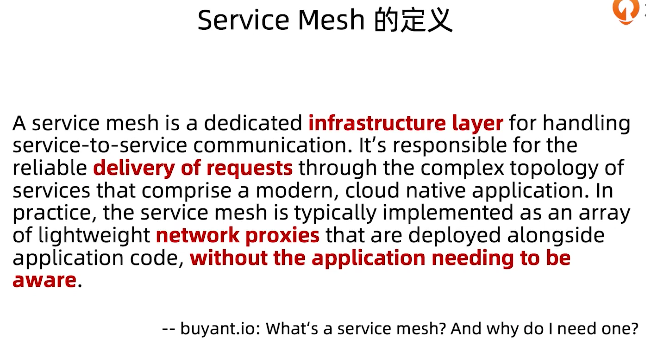 Service Mesh 的定义
A service mesh is a dedicated infrastructure layer for handling
service-to-service communication. It's responsible for the
reliable delivery of requests through the complex topology of
services that comprise a modern, cloud native application. In
practice, the service mesh is typically implemented as an array
of lightweight network proxies that are deployed alongside
application code, without the application needing to be
aware.
-- buyant.io: What's a service mesh? And why do I need one?